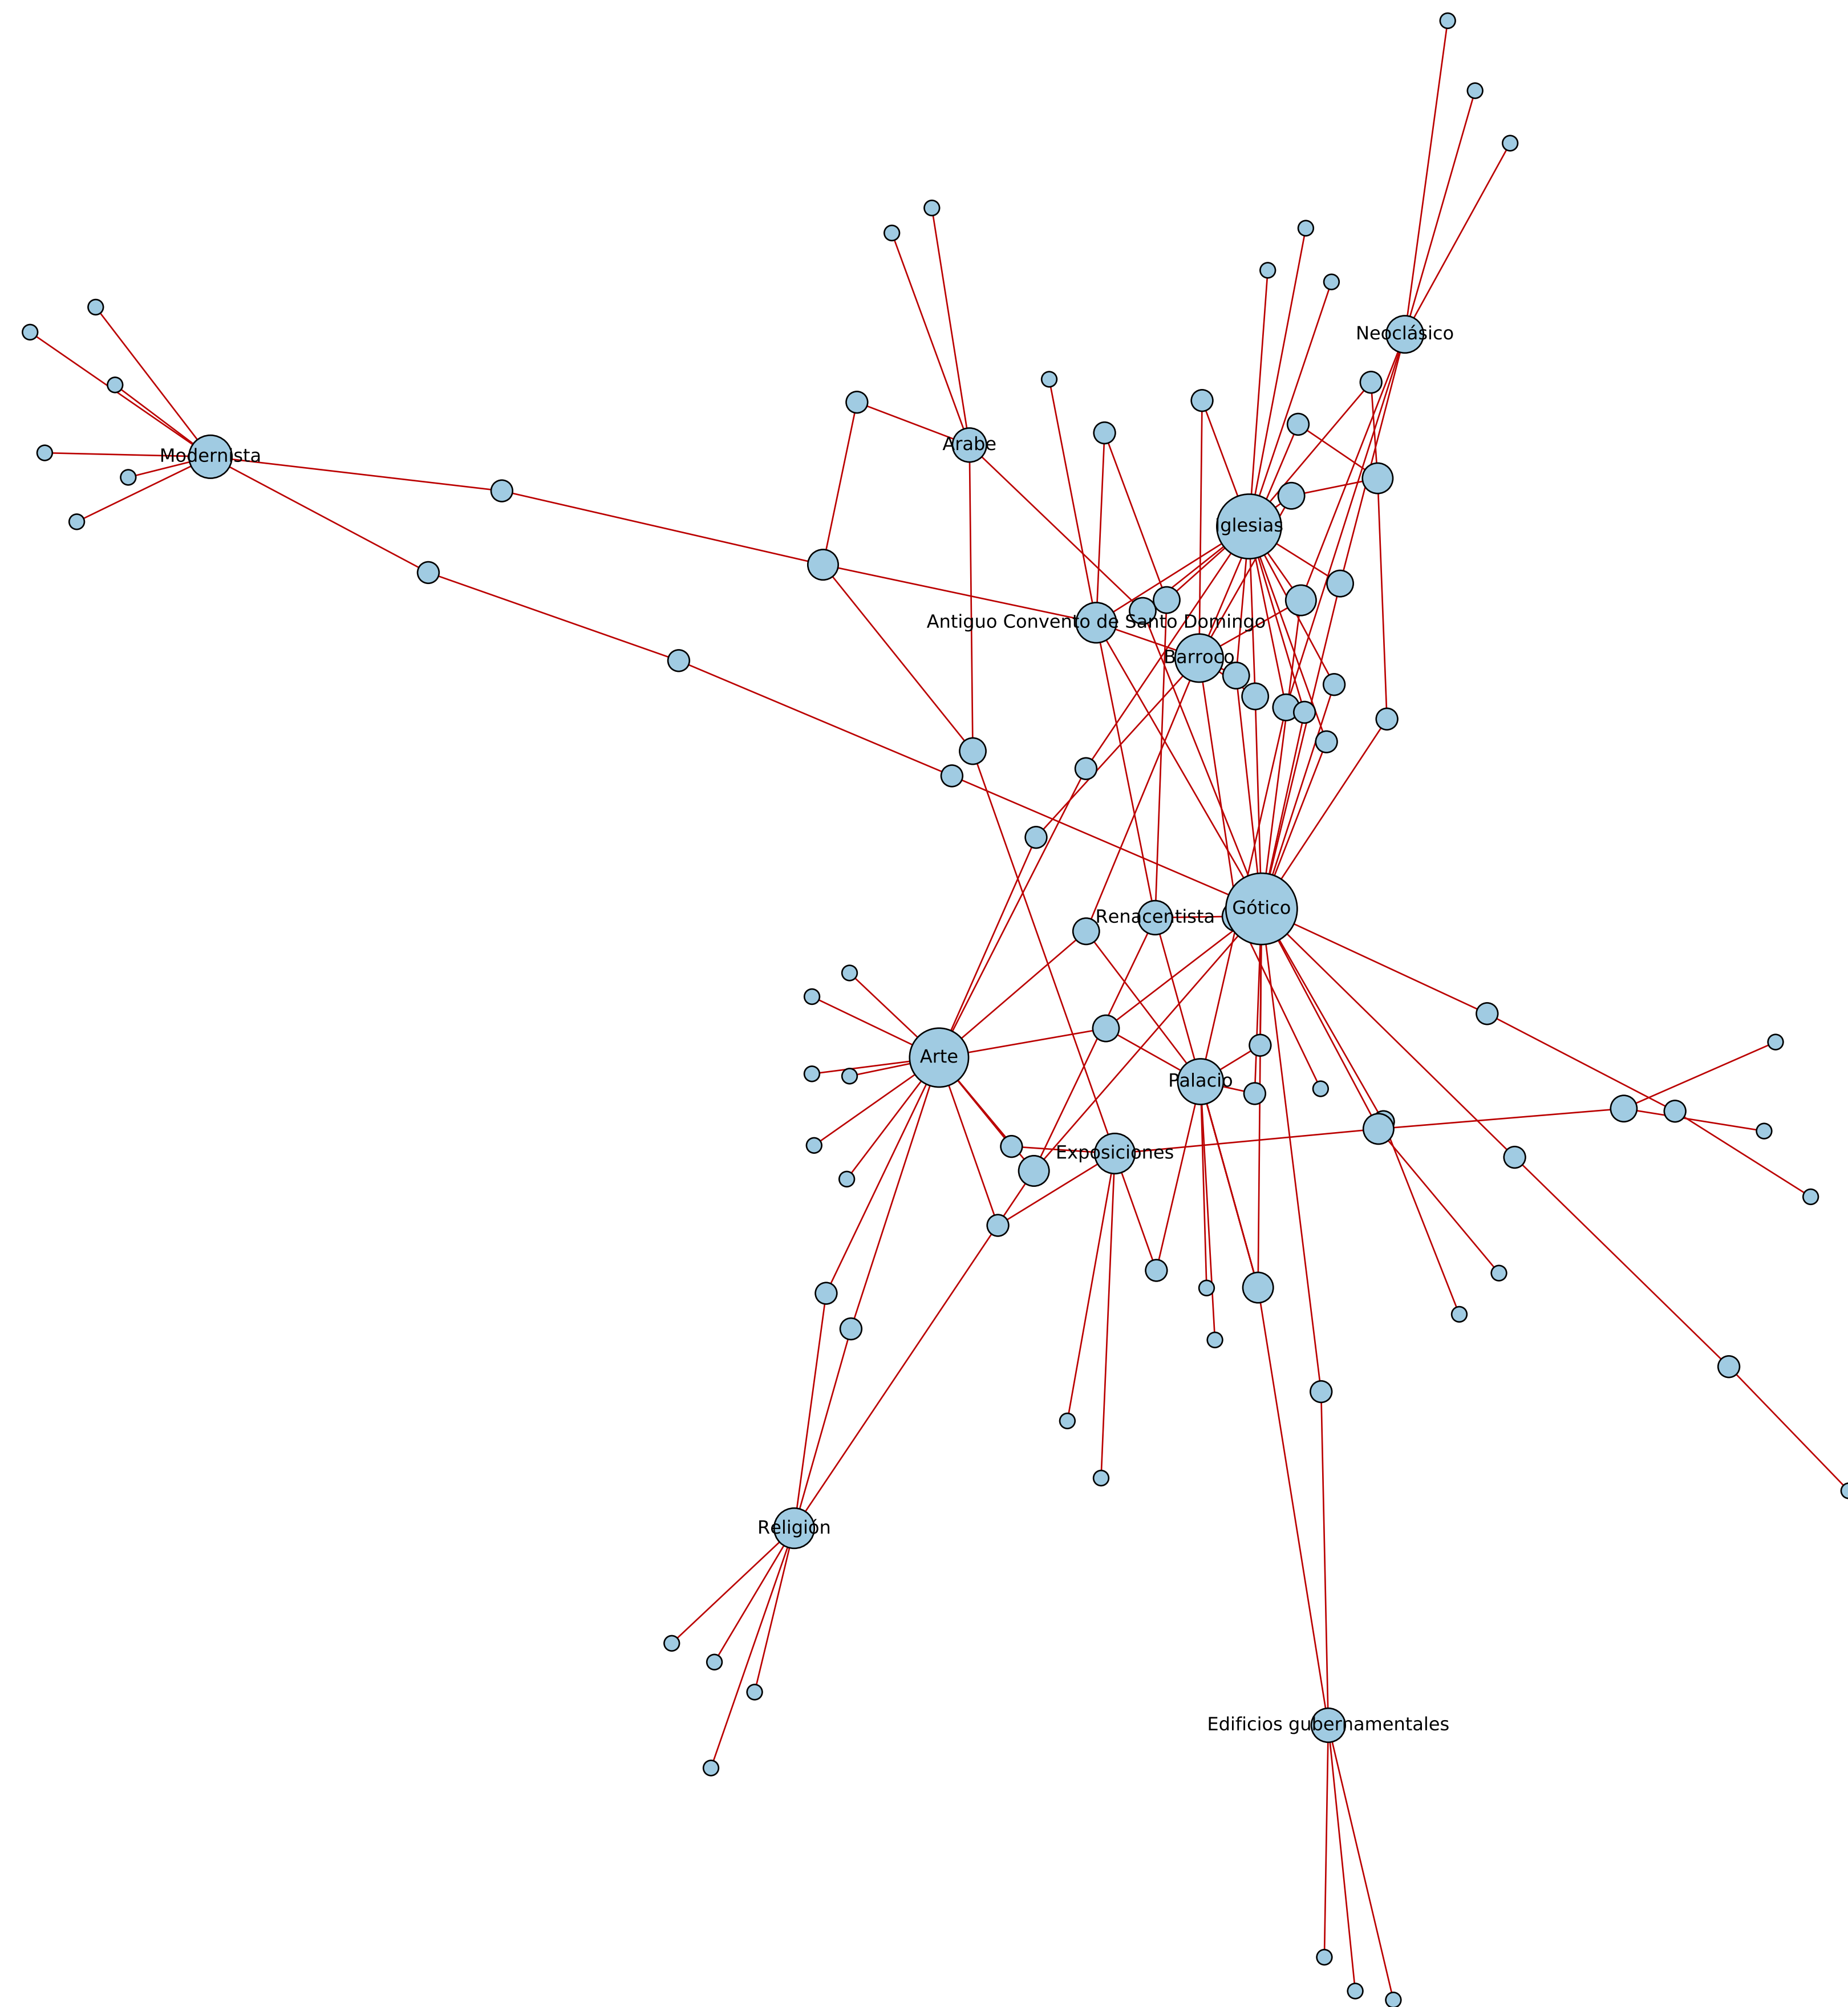 Neoclásico
Arabe
Modernista
Iglesias
Antiguo Convento de Santo Domingo
Barroco
Gótico
Renacentista
Arte
Palacio
Exposiciones
Religión
Edificios gubernamentales